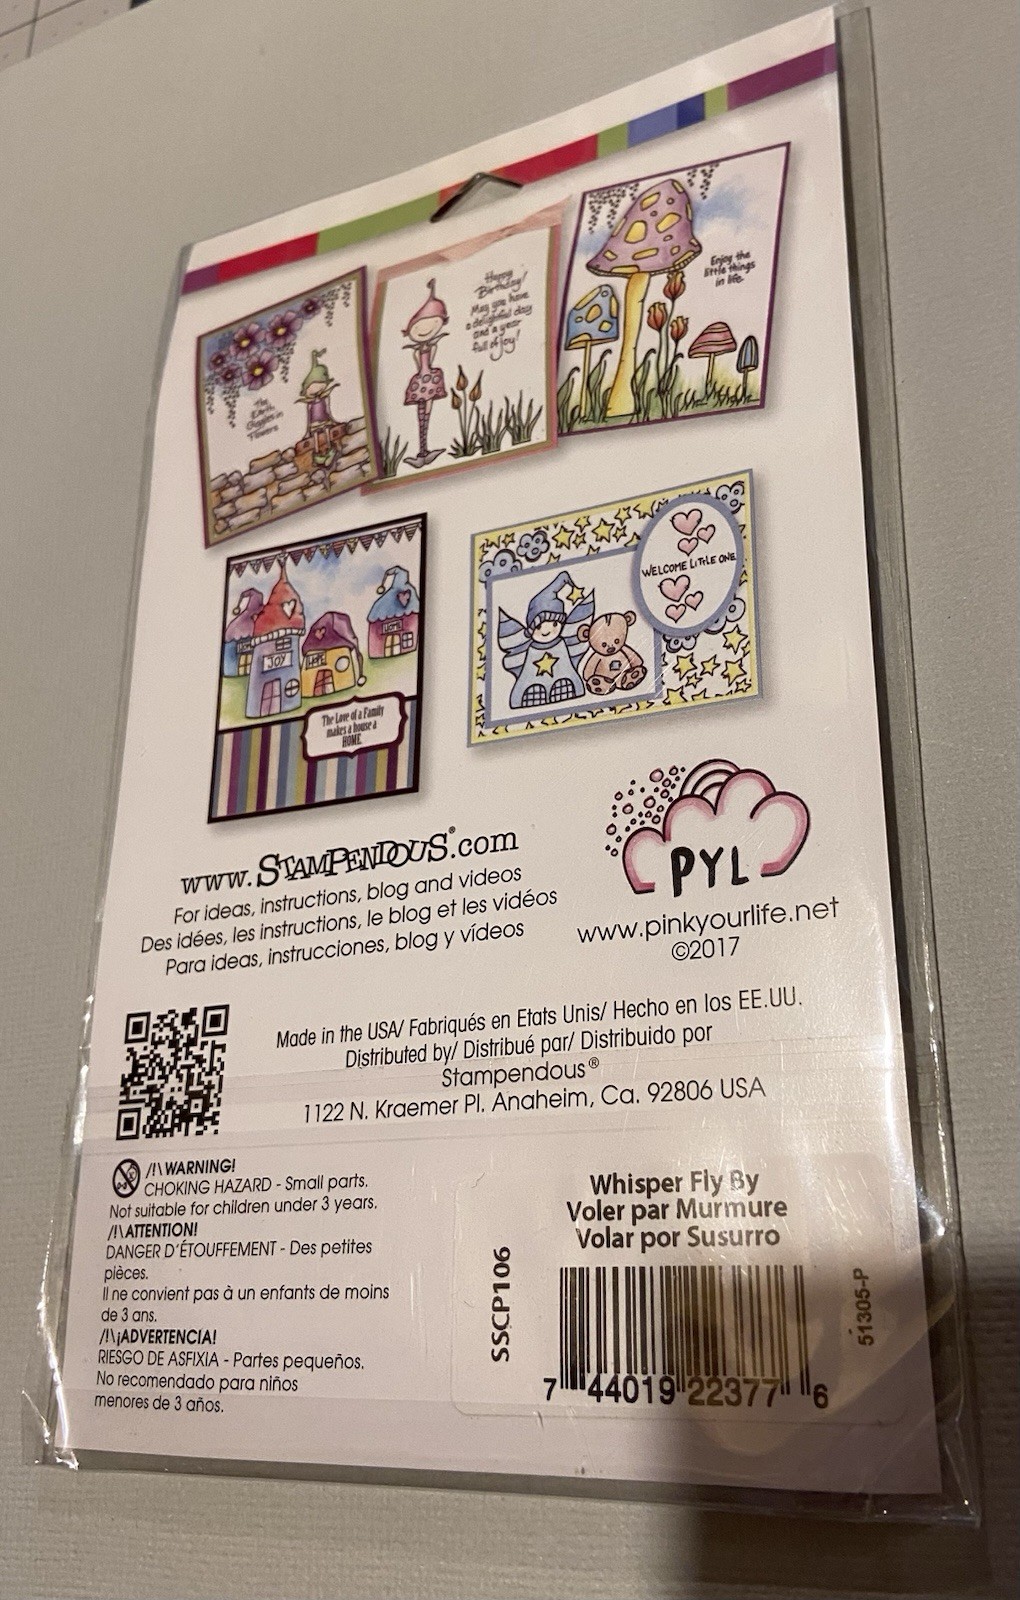 The
Earth
Giggles in
Flowers
Happy
Birthday!
May you have
a delightful day
and a year
full of joy!
Enjoy the
little things
in life.
JOY
HOPE
HOME
The Love of a Family
makes a house a
HOME.
WELCOME LITTLE ONE
www.STAMPENDOUS®.com
For ideas, instructions, blog and videos
Des idées, les instructions, le blog et les vidéos
Para ideas, instrucciones, blog y vídeos
PYL
www.pinkyourlife.net
©2017
Made in the USA/ Fabriqués en Etats Unis/ Hecho en los EE.UU.
Distributed by/ Distribué par/ Distribuido por
Stampendous®
1122 N. Kraemer Pl. Anaheim, Ca. 92806 USA
/!\ WARNING!
CHOKING HAZARD - Small parts.
Not suitable for children under 3 years.
/!\ ATTENTION!
DANGER D'ÉTOUFFEMENT - Des petites
pièces.
Il ne convient pas à un enfants de moins
de 3 ans.
/!\ ¡ADVERTENCIA!
RIESGO DE ASFIXIA - Partes pequeños.
No recomendado para niños
menores de 3 años.
Whisper Fly By
Voler par Murmure
Volar por Susurro
SSCP106
51305-P
7 44019 22377 6